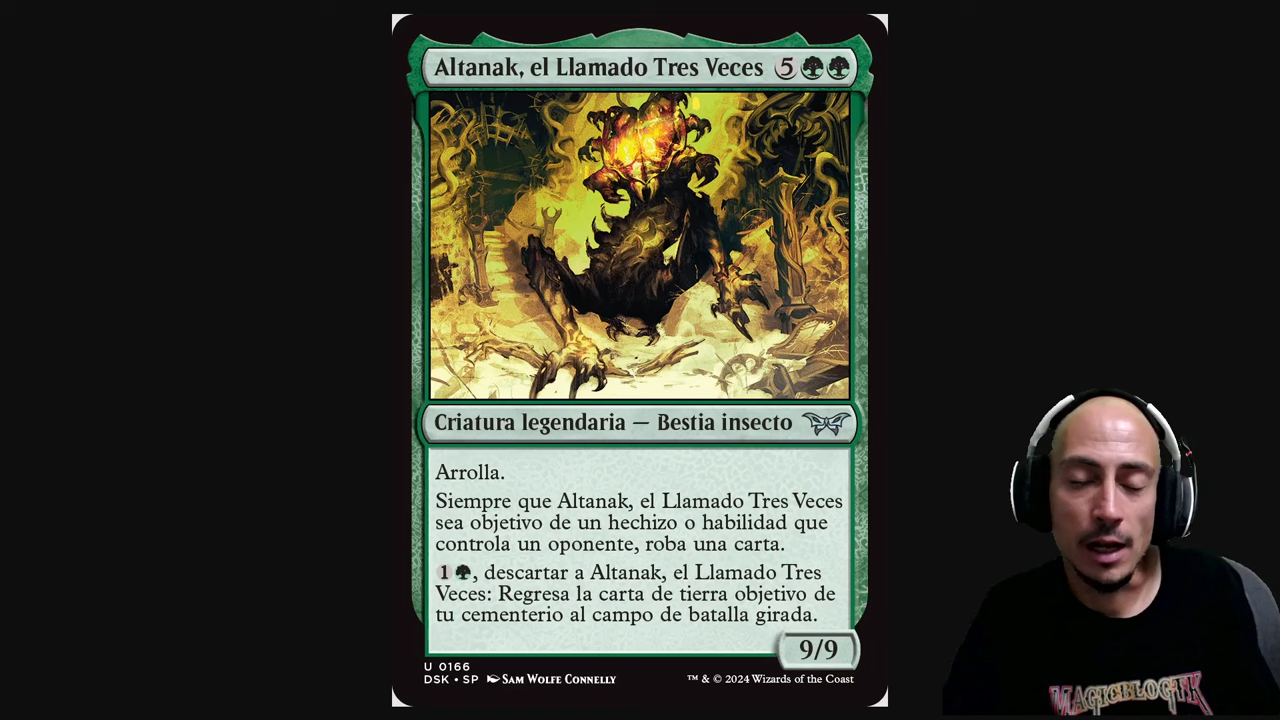 Altanak, el Llamado Tres Veces 5
Criatura legendaria — Bestia insecto
Arrolla.
Siempre que Altanak, el Llamado Tres Veces
sea objetivo de un hechizo o habilidad que
controla un oponente, roba una carta.
1, descartar a Altanak, el Llamado Tres
Veces: Regresa la carta de tierra objetivo de
tu cementerio al campo de batalla girada.
9/9
U 0166
DSK • SP Sam Wolfe Connelly
™ & © 2024 Wizards of the Coast
MAGICBLOGTK